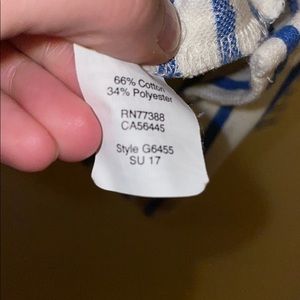 66% Cotton
34% Polyester
RN77388
CA56445
Style G6455
SU 17